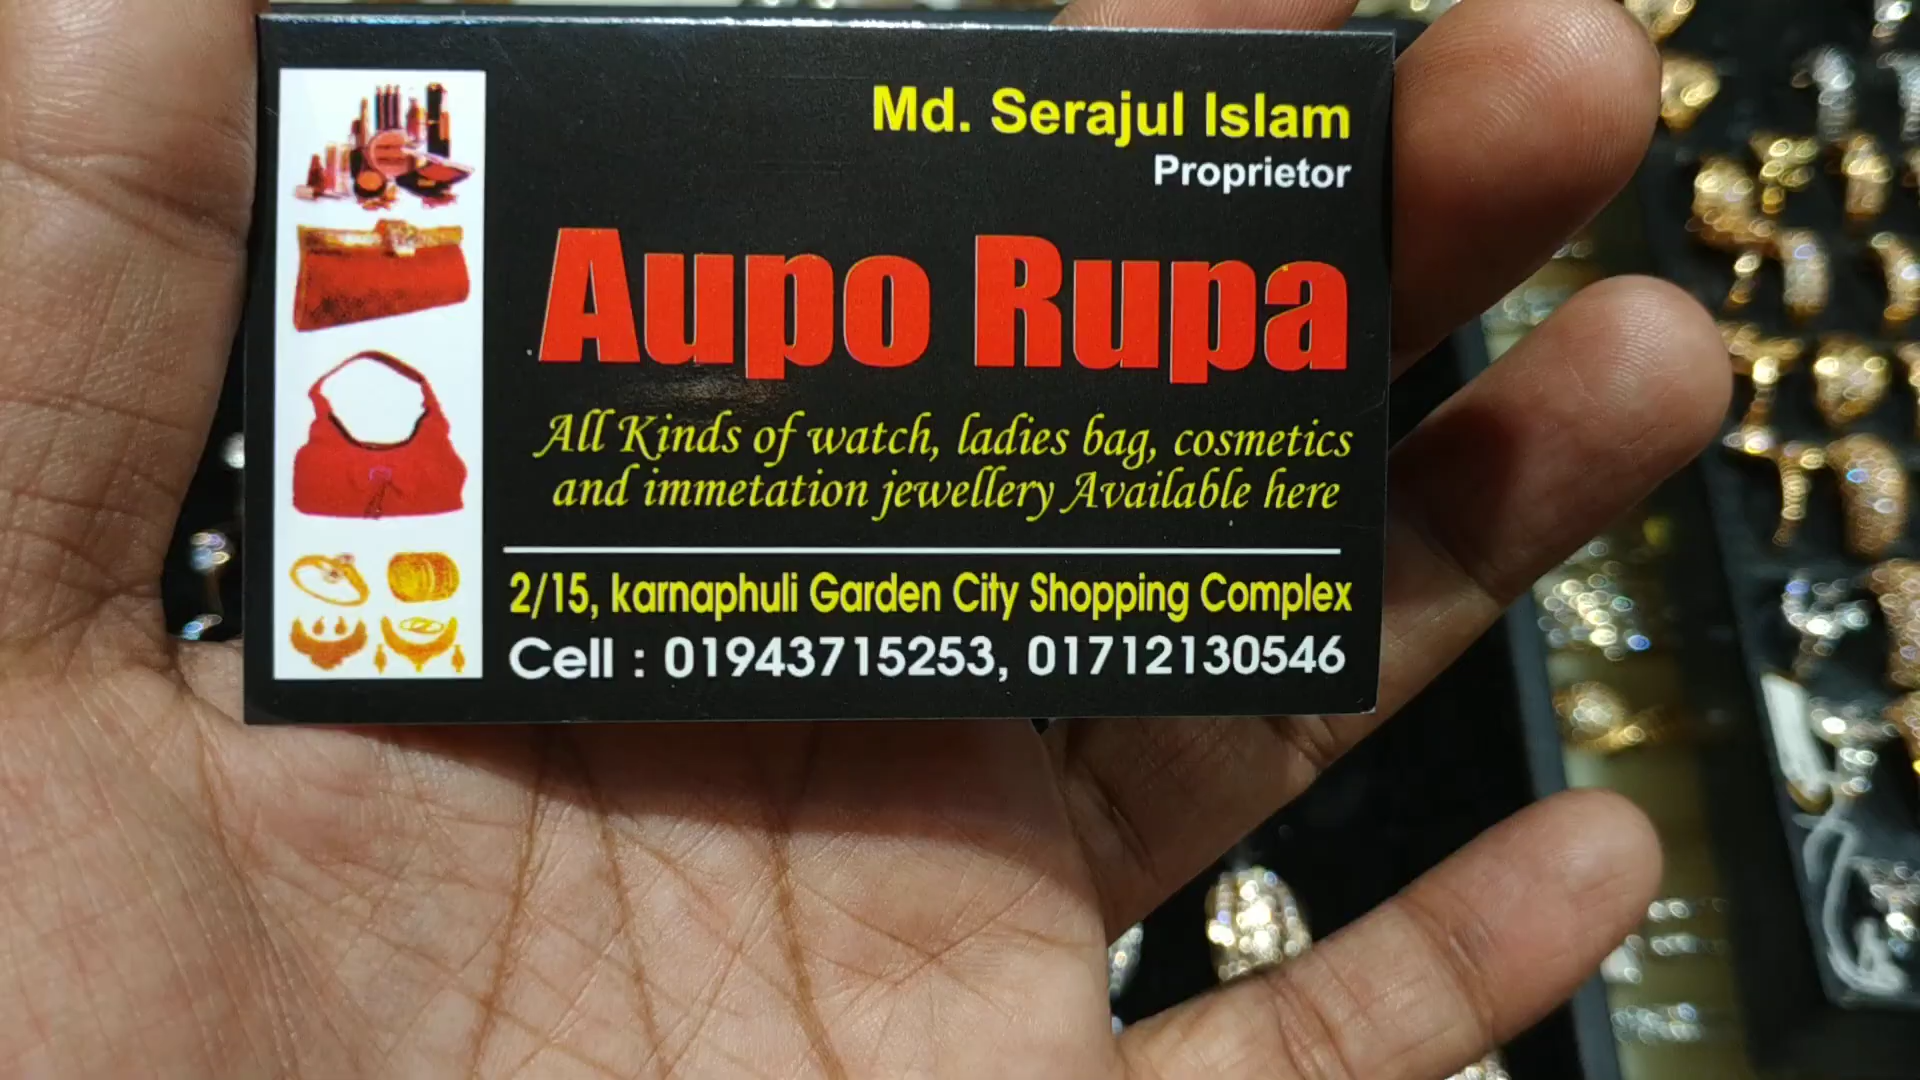 Md. Serajul Islam
Proprietor
Aupo Rupa
All Kinds of watch, ladies bag, cosmetics
and immetation jewellery Available here
2/15, karnaphuli Garden City Shopping Complex
Cell : 01943715253, 01712130546